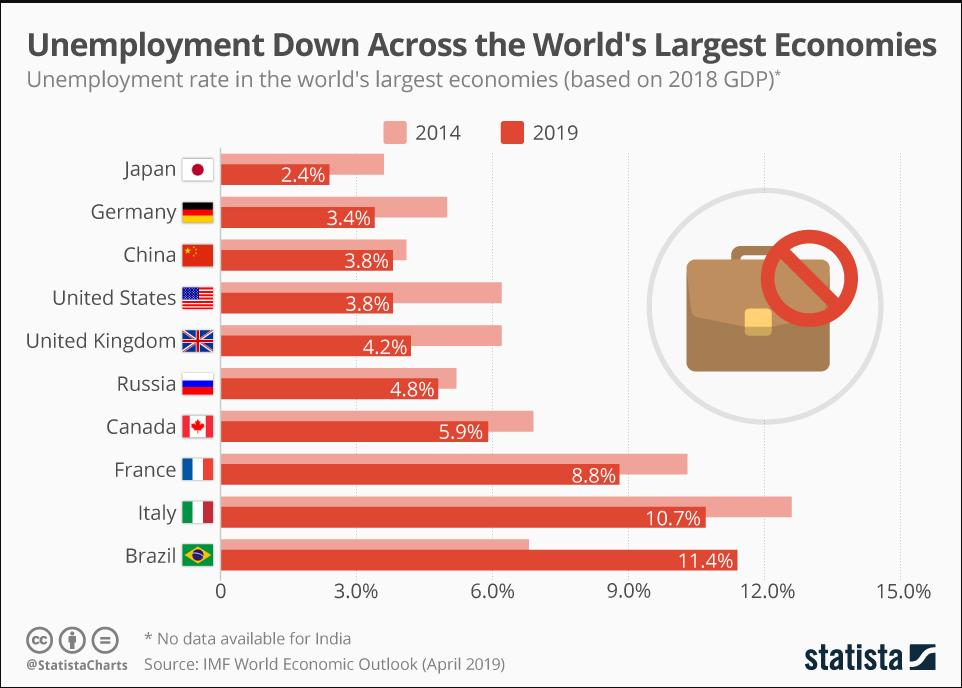 Unemployment Down Across the World's Largest Economies
Unemployment rate in the world's largest economies (based on 2018 GDP)*
2014 2019
Japan 2.4%
Germany 3.4%
China 3.8%
United States 3.8%
United Kingdom 4.2%
Russia 4.8%
Canada 5.9%
France 8.8%
Italy 10.7%
Brazil 11.4%
0 3.0% 6.0% 9.0% 12.0% 15.0%
* No data available for India
@StatistaCharts Source: IMF World Economic Outlook (April 2019)
cc =
statista